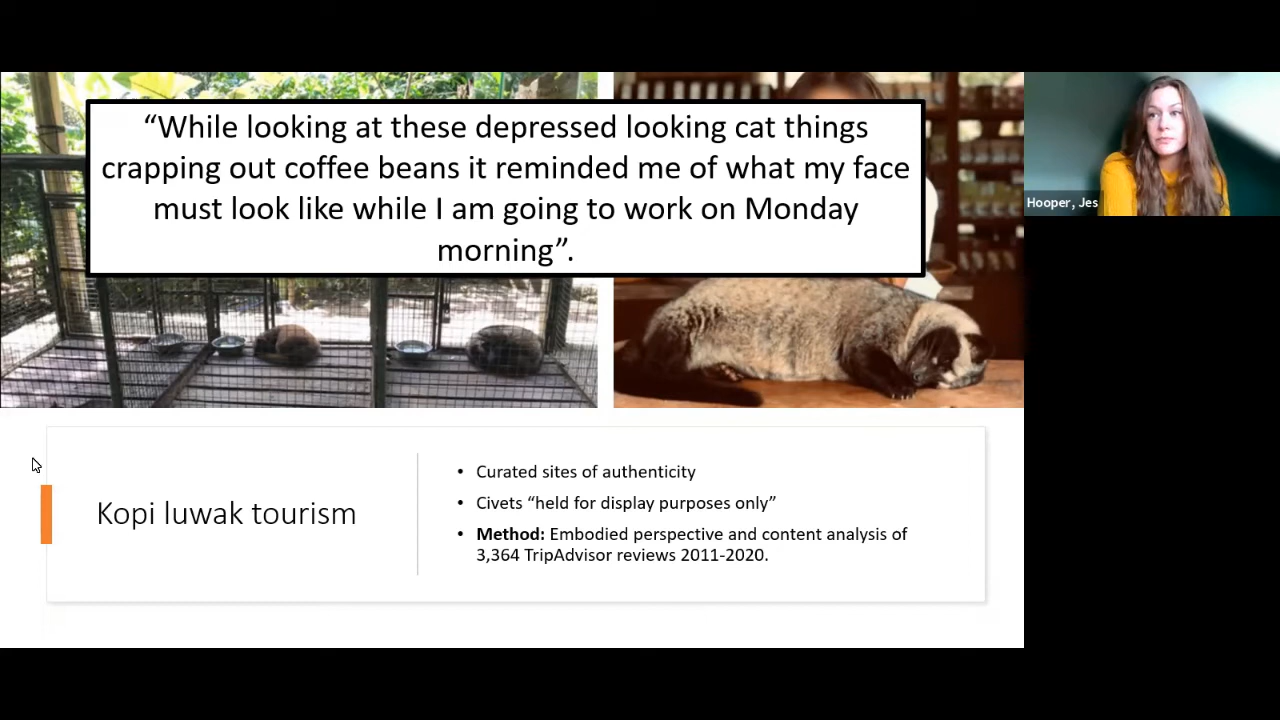 “While looking at these depressed looking cat things
crapping out coffee beans it reminded me of what my face
must look like while I am going to work on Monday
morning”.
Hooper, Jes
Kopi luwak tourism
• Curated sites of authenticity
• Civets “held for display purposes only”
• Method: Embodied perspective and content analysis of
3,364 TripAdvisor reviews 2011-2020.